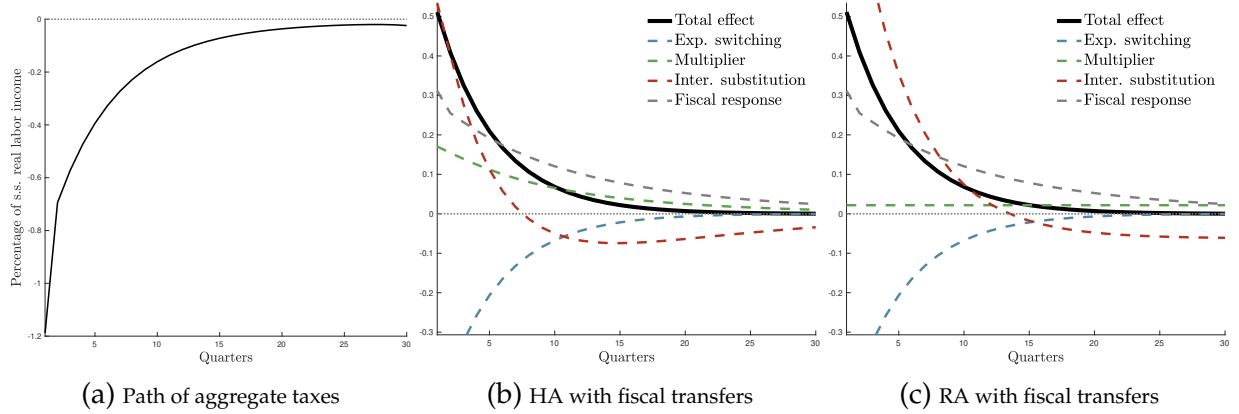 Percentage of s.s. real labor income
0
-0.2
-0.4
-0.6
-0.8
-1
-1.2
5 10 15 20 25 30
Quarters
(a) Path of aggregate taxes
Total effect
Exp. switching
Multiplier
Inter. substitution
Fiscal response
0.5
0.4
0.3
0.2
0.1
0
-0.1
-0.2
-0.3
5 10 15 20 25 30
Quarters
(b) HA with fiscal transfers
Total effect
Exp. switching
Multiplier
Inter. substitution
Fiscal response
0.5
0.4
0.3
0.2
0.1
0
-0.1
-0.2
-0.3
5 10 15 20 25 30
Quarters
(c) RA with fiscal transfers